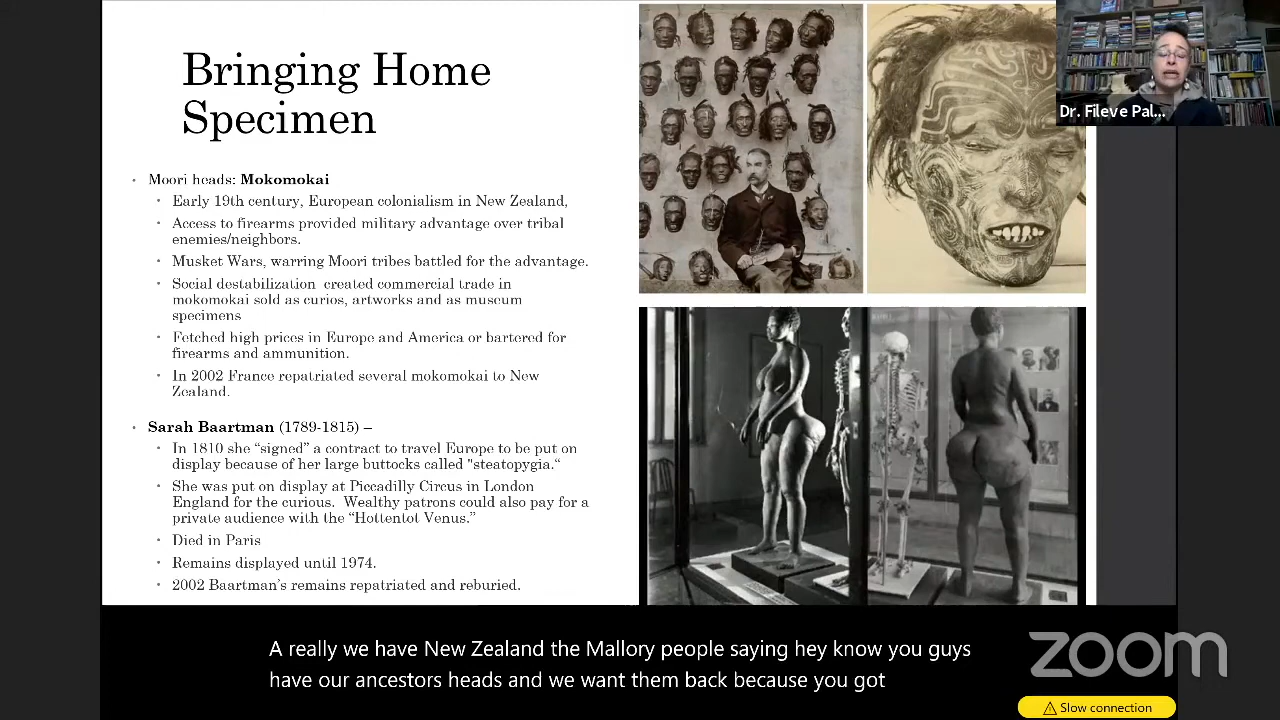 Bringing Home
Specimen
• Moori heads: Mokomokai
• Early 19th century, European colonialism in New Zealand,
• Access to firearms provided military advantage over tribal
enemies/neighbors.
• Musket Wars, warring Moori tribes battled for the advantage.
• Social destabilization created commercial trade in
mokomokai sold as curios, artworks and as museum
specimens
• Fetched high prices in Europe and America or bartered for
firearms and ammunition.
• In 2002 France repatriated several mokomokai to New
Zealand.
• Sarah Baartman (1789-1815) –
• In 1810 she “signed” a contract to travel Europe to be put on
display because of her large buttocks called "steatopygia.“
• She was put on display at Piccadilly Circus in London
England for the curious. Wealthy patrons could also pay for a
private audience with the “Hottentot Venus.”
• Died in Paris
• Remains displayed until 1974.
• 2002 Baartman’s remains repatriated and reburied.
Dr. Fileve Pal...
A really we have New Zealand the Mallory people saying hey know you guys
have our ancestors heads and we want them back because you got
zoom
Slow connection